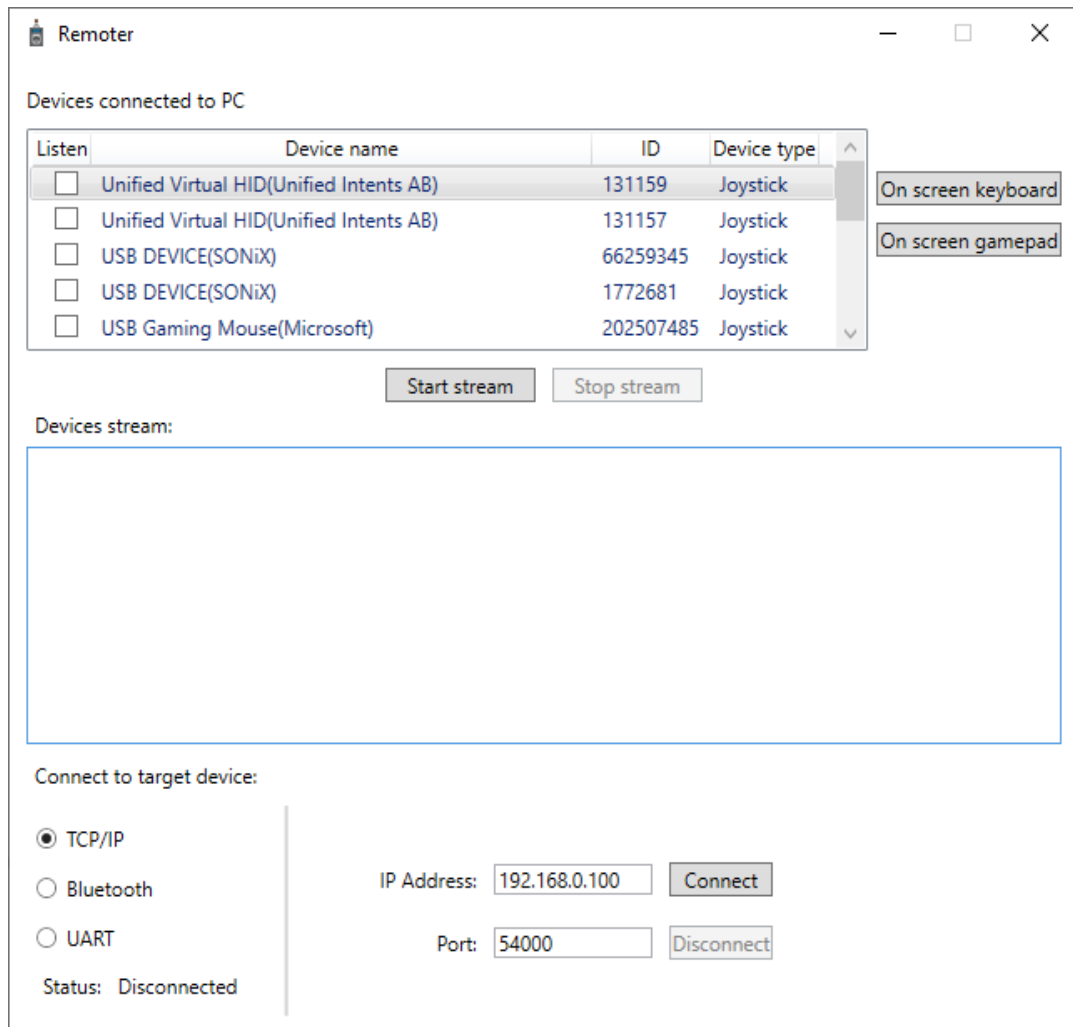 Remoter
Devices connected to PC
Listen Device name ID Device type
Unified Virtual HID(Unified Intents AB) 131159 Joystick
On screen keyboard
Unified Virtual HID(Unified Intents AB) 131157 Joystick
On screen gamepad
USB DEVICE(SONiX) 66259345 Joystick
USB DEVICE(SONiX) 1772681 Joystick
USB Gaming Mouse(Microsoft) 202507485 Joystick
Start stream Stop stream
Devices stream:
Connect to target device:
TCP/IP
Bluetooth
UART
Status: Disconnected
IP Address: 192.168.0.100 Connect
Port: 54000 Disconnect